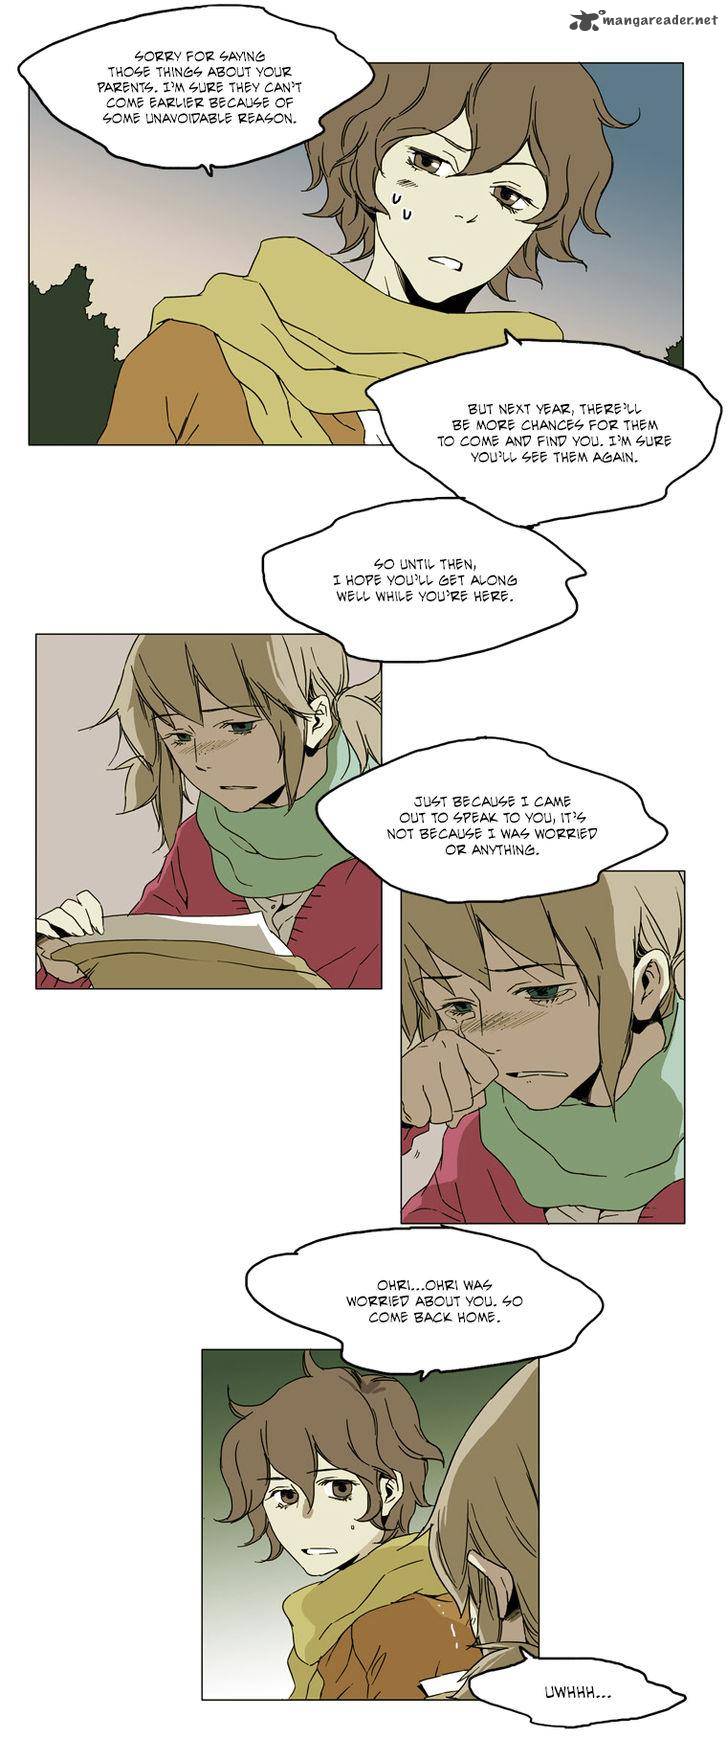 mangareader.net
SORRY FOR SAYING
THOSE THINGS ABOUT YOUR
PARENTS. I'M SURE THEY CAN'T
COME EARLIER BECAUSE OF
SOME UNAVOIDABLE REASON.
BUT NEXT YEAR, THERE'LL
BE MORE CHANCES FOR THEM
TO COME AND FIND YOU. I'M SURE
YOU'LL SEE THEM AGAIN.
SO UNTIL THEN,
I HOPE YOU'LL GET ALONG
WELL WHILE YOU'RE HERE.
JUST BECAUSE I CAME
OUT TO SPEAK TO YOU, IT'S
NOT BECAUSE I WAS WORRIED
OR ANYTHING.
OHRI...OHRI WAS
WORRIED ABOUT YOU. SO
COME BACK HOME.
UWHHH...